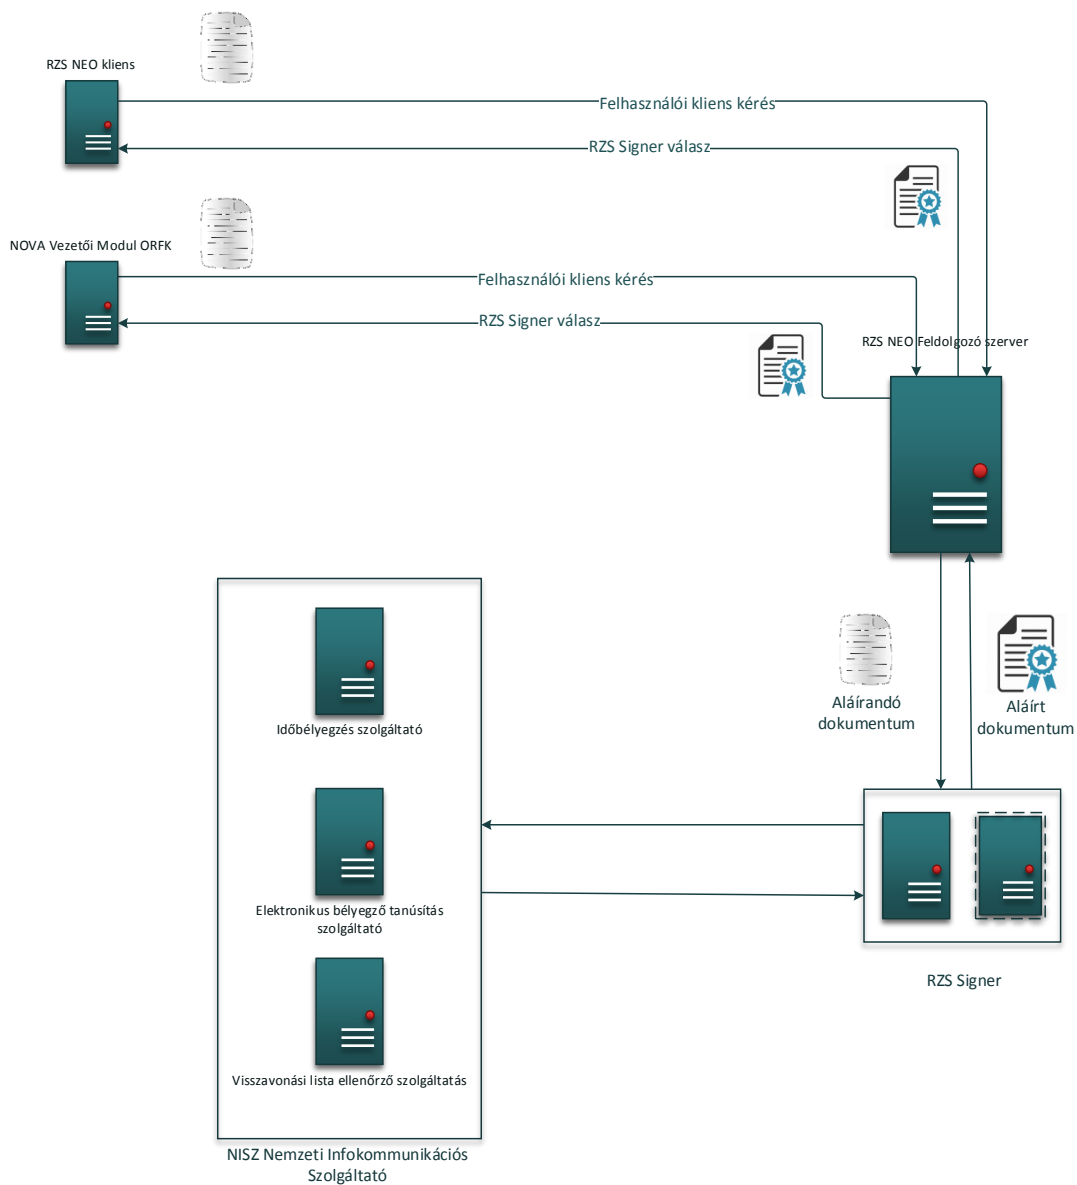 RZS NEO kliens
Felhasználói kliens kérés
RZS Signer válasz
NOVA Vezetői Modul ORFK
Felhasználói kliens kérés
RZS Signer válasz
RZS NEO Feldolgozó szerver
Aláírandó
dokumentum
Aláírt
dokumentum
Időbélyegzés szolgáltató
Elektronikus bélyegző tanúsítás
szolgáltató
RZS Signer
Visszavonási lista ellenőrző szolgáltatás
NISZ Nemzeti Infokommunikációs
Szolgáltató